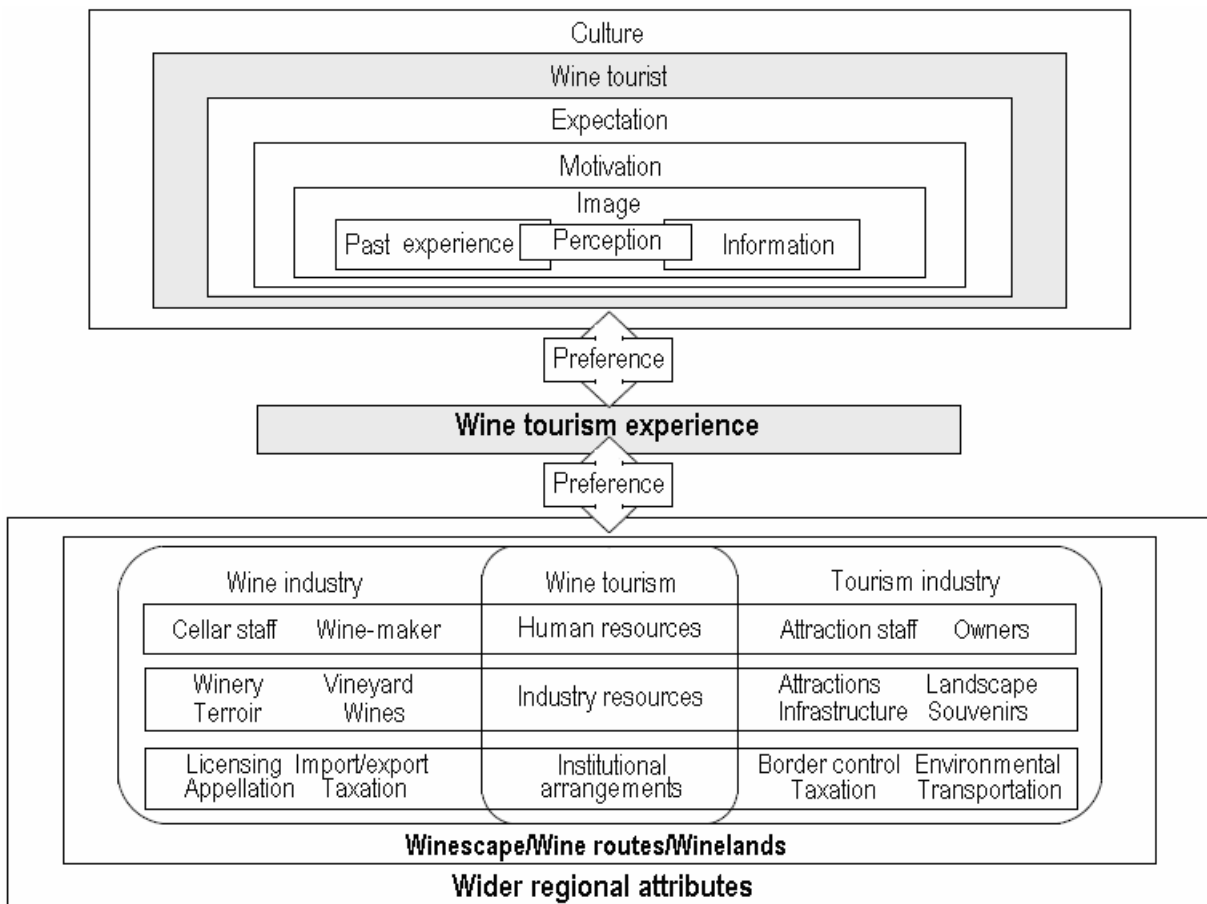 Culture
Wine tourist
Expectation
Motivation
Image
Past experience Perception Information
Preference
Wine tourism experience
Preference
Wine industry Wine tourism Tourism industry
Cellar staff Wine-maker Human resources Attraction staff Owners
Winery Vineyard Industry resources Attractions Landscape
Terroir Wines Infrastructure Souvenirs
Licensing Import/export Institutional Border control Environmental
Appellation Taxation arrangements Taxation Transportation
Winescape/Wine routes/Winelands
Wider regional attributes